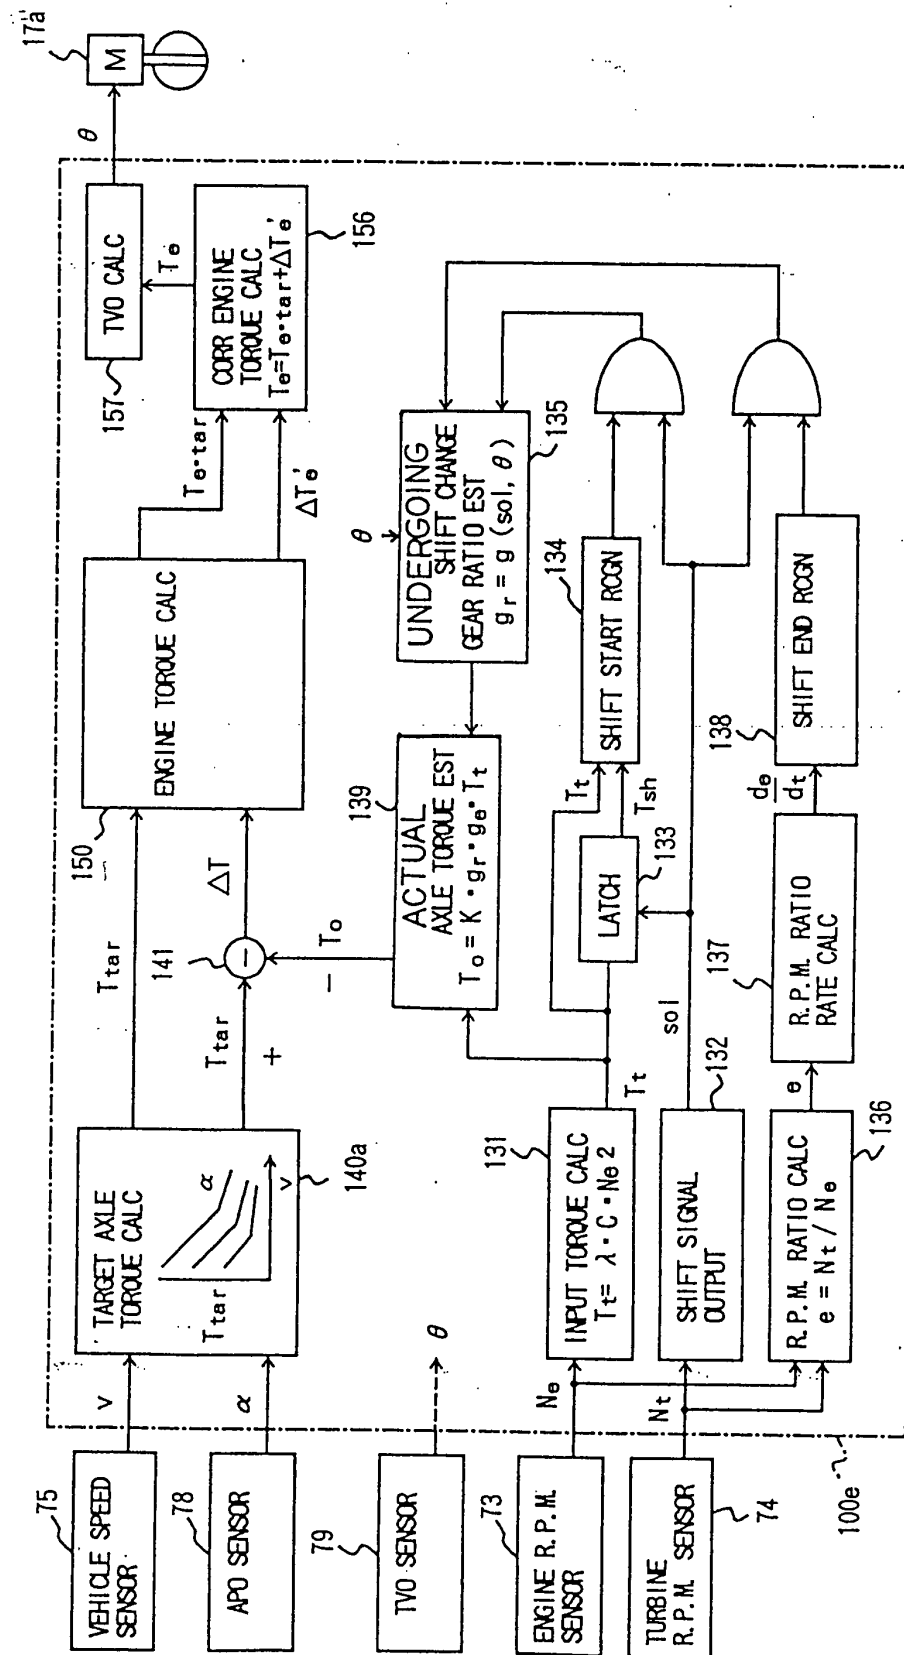 75
VEHICLE SPEED
SENSOR
v
78
APO SENSOR
α
79
TVO SENSOR
θ
73
ENGINE R.P.M.
SENSOR
Ne
74
TURBINE
R.P.M. SENSOR
Nt
100e
TARGET AXLE
TORQUE CALC
Ttar
α
v
140a
Ttar
Ttar
+
141
-
ΔT
To
-
150
ENGINE TORQUE CALC
Te·tar
ΔTe'
CORR ENGINE
TORQUE CALC
Te=Te·tar+ΔTe'
156
Te
157
TVO CALC
θ
M
17a
131
INPUT TORQUE CALC
Tt= λ·C·Ne2
Tt
132
SHIFT SIGNAL
OUTPUT
sol
136
R.P.M. RATIO CALC
e = Nt/Ne
e
137
R.P.M. RATIO
RATE CALC
de
dt
138
SHIFT END RCGN
133
LATCH
Tt
Tsh
134
SHIFT START RCGN
139
ACTUAL
AXLE TORQUE EST
To = K·gr·ge·Tt
θ
UNDERGOING
SHIFT CHANGE
GEAR RATIO EST
gr = g (sol, θ)
135